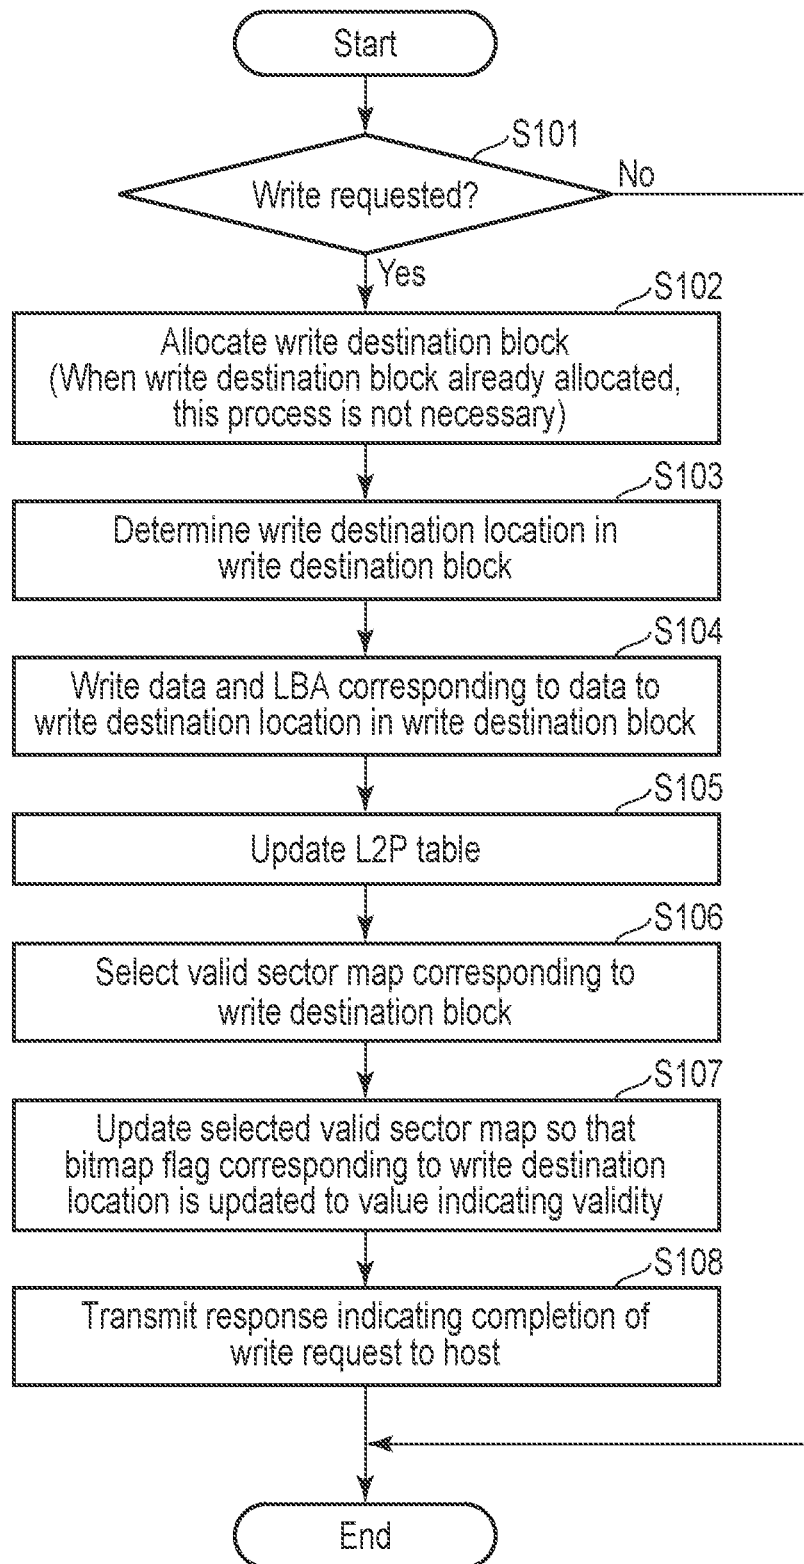 Start
S101
Write requested?
No
Yes
S102
Allocate write destination block
(When write destination block already allocated,
this process is not necessary)
S103
Determine write destination location in
write destination block
S104
Write data and LBA corresponding to data to
write destination location in write destination block
S105
Update L2P table
S106
Select valid sector map corresponding to
write destination block
S107
Update selected valid sector map so that
bitmap flag corresponding to write destination
location is updated to value indicating validity
S108
Transmit response indicating completion of
write request to host
End